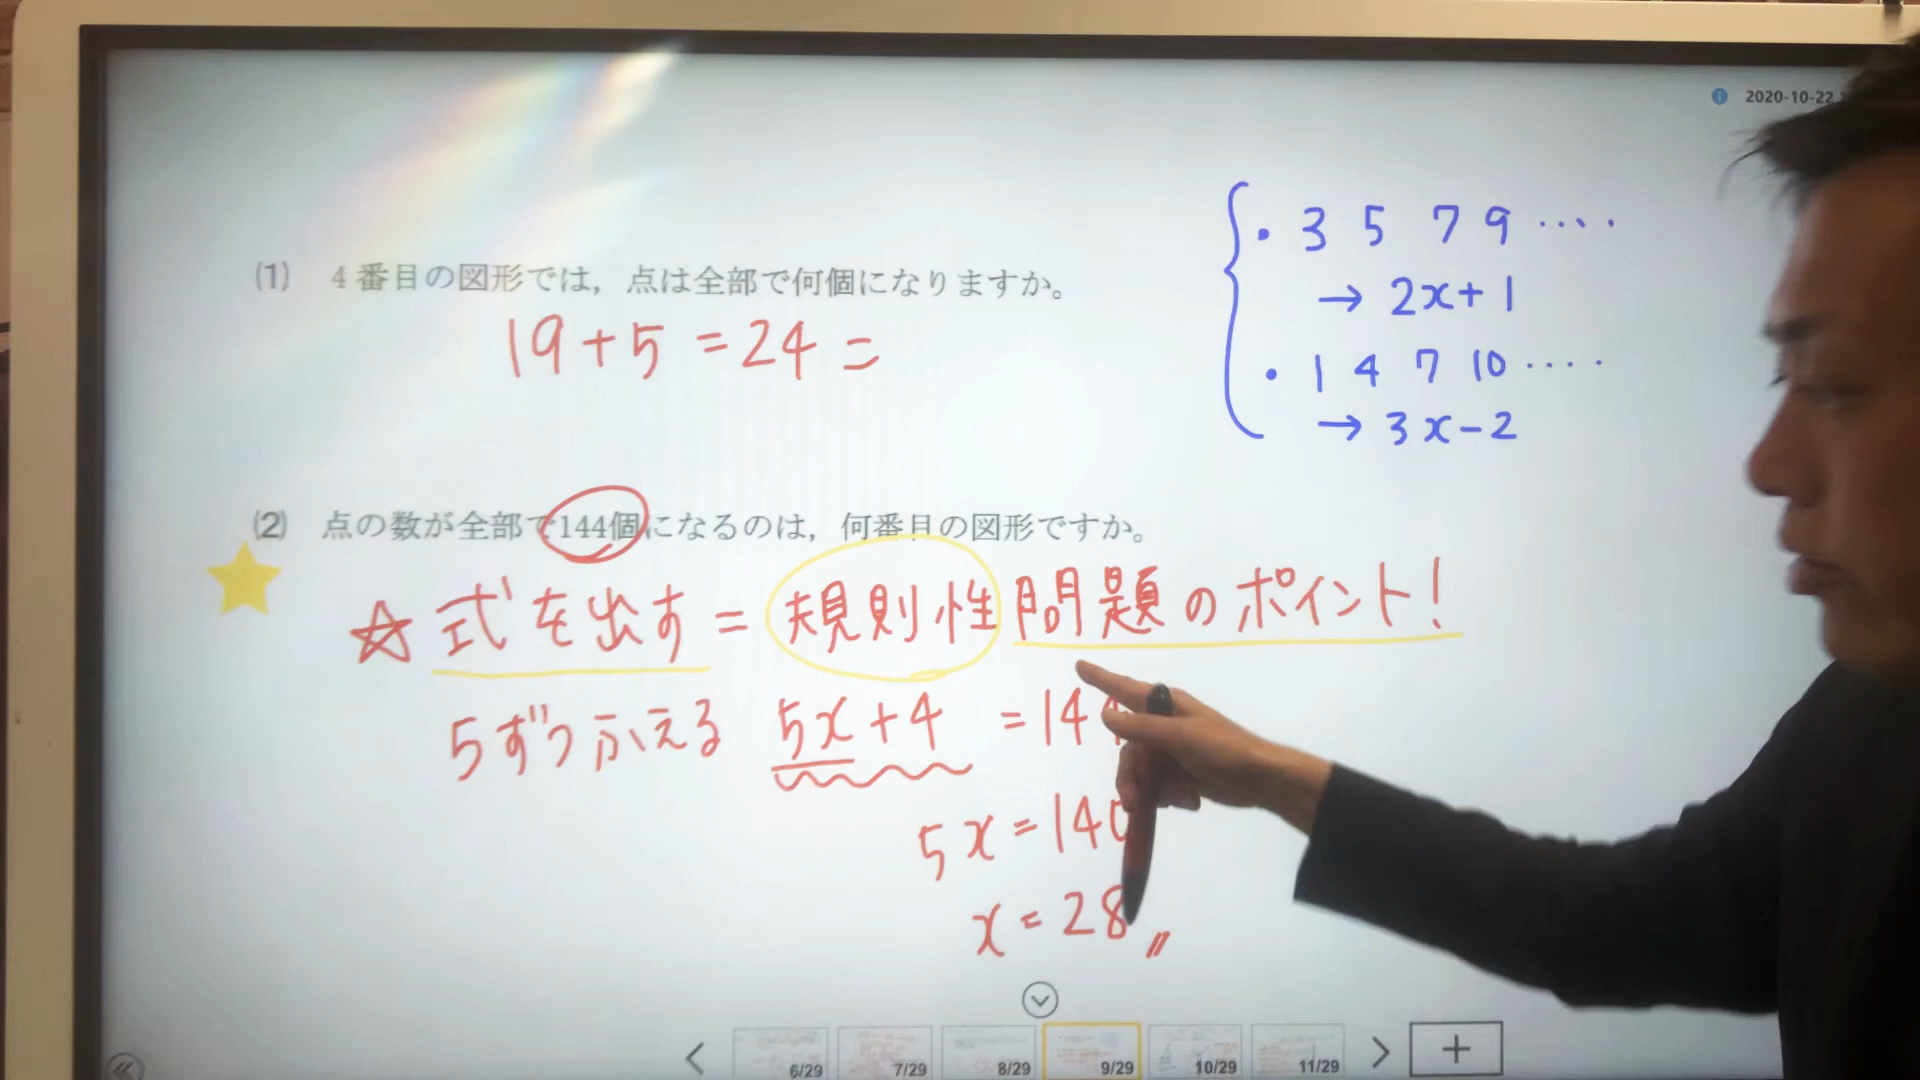 2020-10-22
(1) 4番目の図形では，点は全部で何個になりますか。
19+5=24=
・3 5 7 9 ‥‥
→2x+1
・1 4 7 10 ‥‥
→3x-2
(2) 点の数が全部で144個になるのは，何番目の図形ですか。
☆式を出す=規則性問題のポイント!
5ずつふえる 5x+4 =14
5x=140
x=28〃
6/29 7/29 8/29 9/29 10/29 11/29